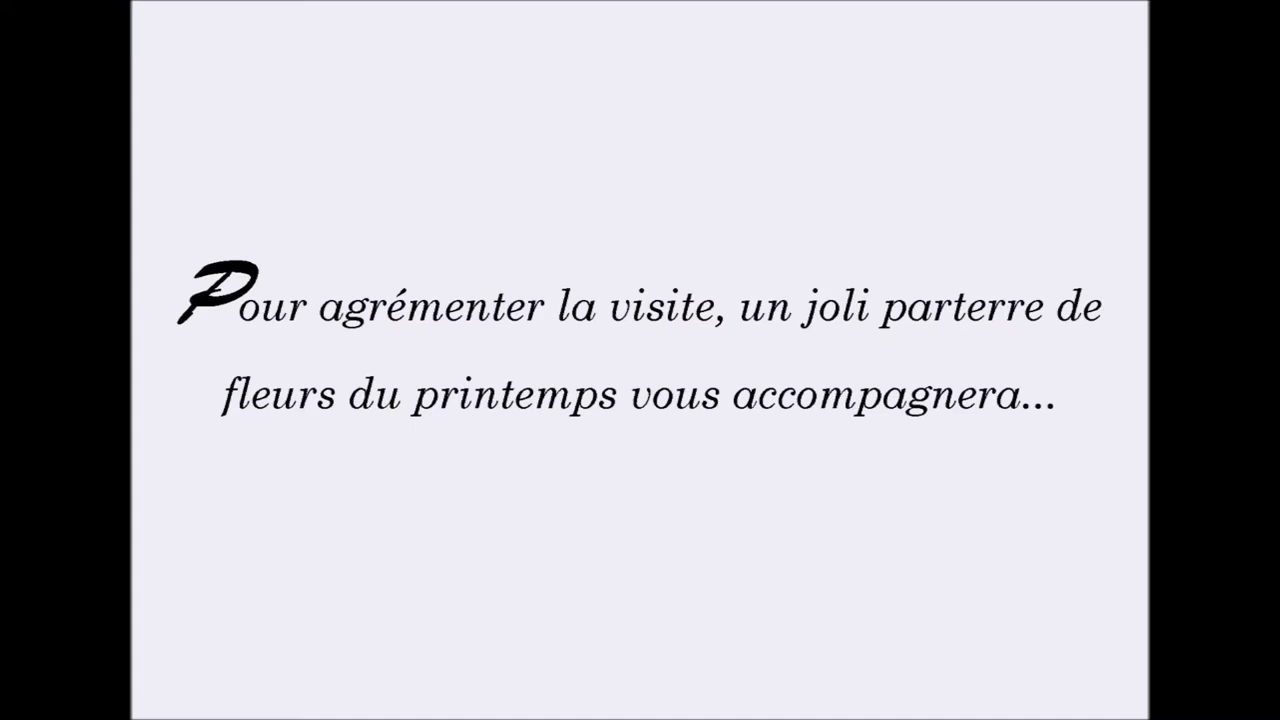 Pour agrémenter la visite, un joli parterre de
fleurs du printemps vous accompagnera...